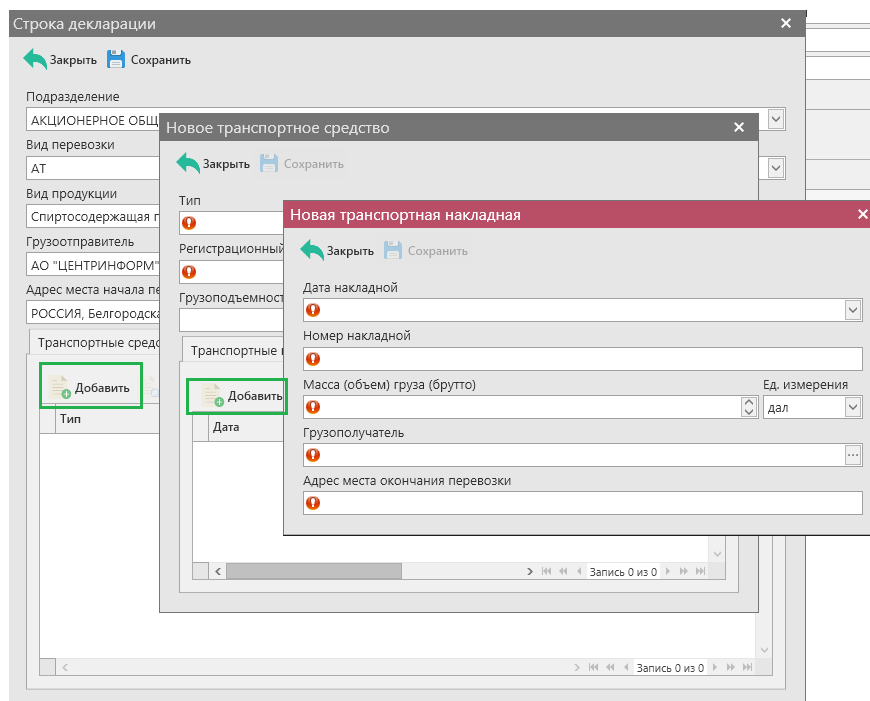 Строка декларации
Закрыть Сохранить
Подразделение
АКЦИОНЕРНОЕ ОБЩ
Вид перевозки
АТ
Вид продукции
Спиртосодержащая
Грузоотправитель
АО "ЦЕНТРИНФОРМ"
Адрес места начала пе
РОССИЯ, Белгородска
Транспортные средс
Добавить
Тип
Запись 0 из 0
Новое транспортное средство
Закрыть Сохранить
Тип
Регистрационный
Грузоподъемност
Транспортные
Добавить
Дата
Запись 0 из 0
Новая транспортная накладная
Закрыть Сохранить
Дата накладной
Номер накладной
Масса (объем) груза (брутто) Ед. измерения
дал
Грузополучатель
Адрес места окончания перевозки